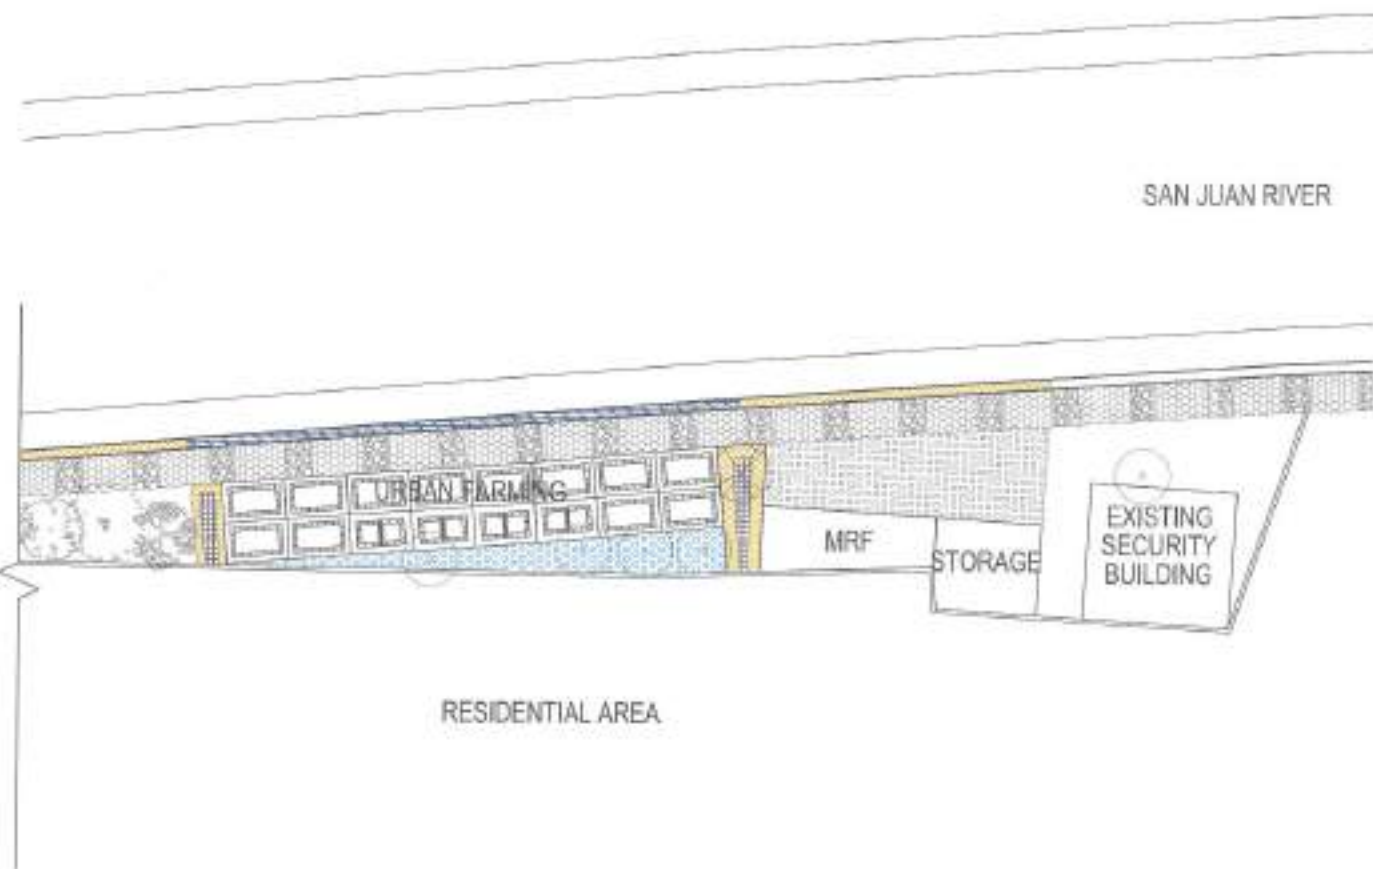 SAN JUAN RIVER
URBAN FARMING
MRF
STORAGE
EXISTING
SECURITY
BUILDING
RESIDENTIAL AREA